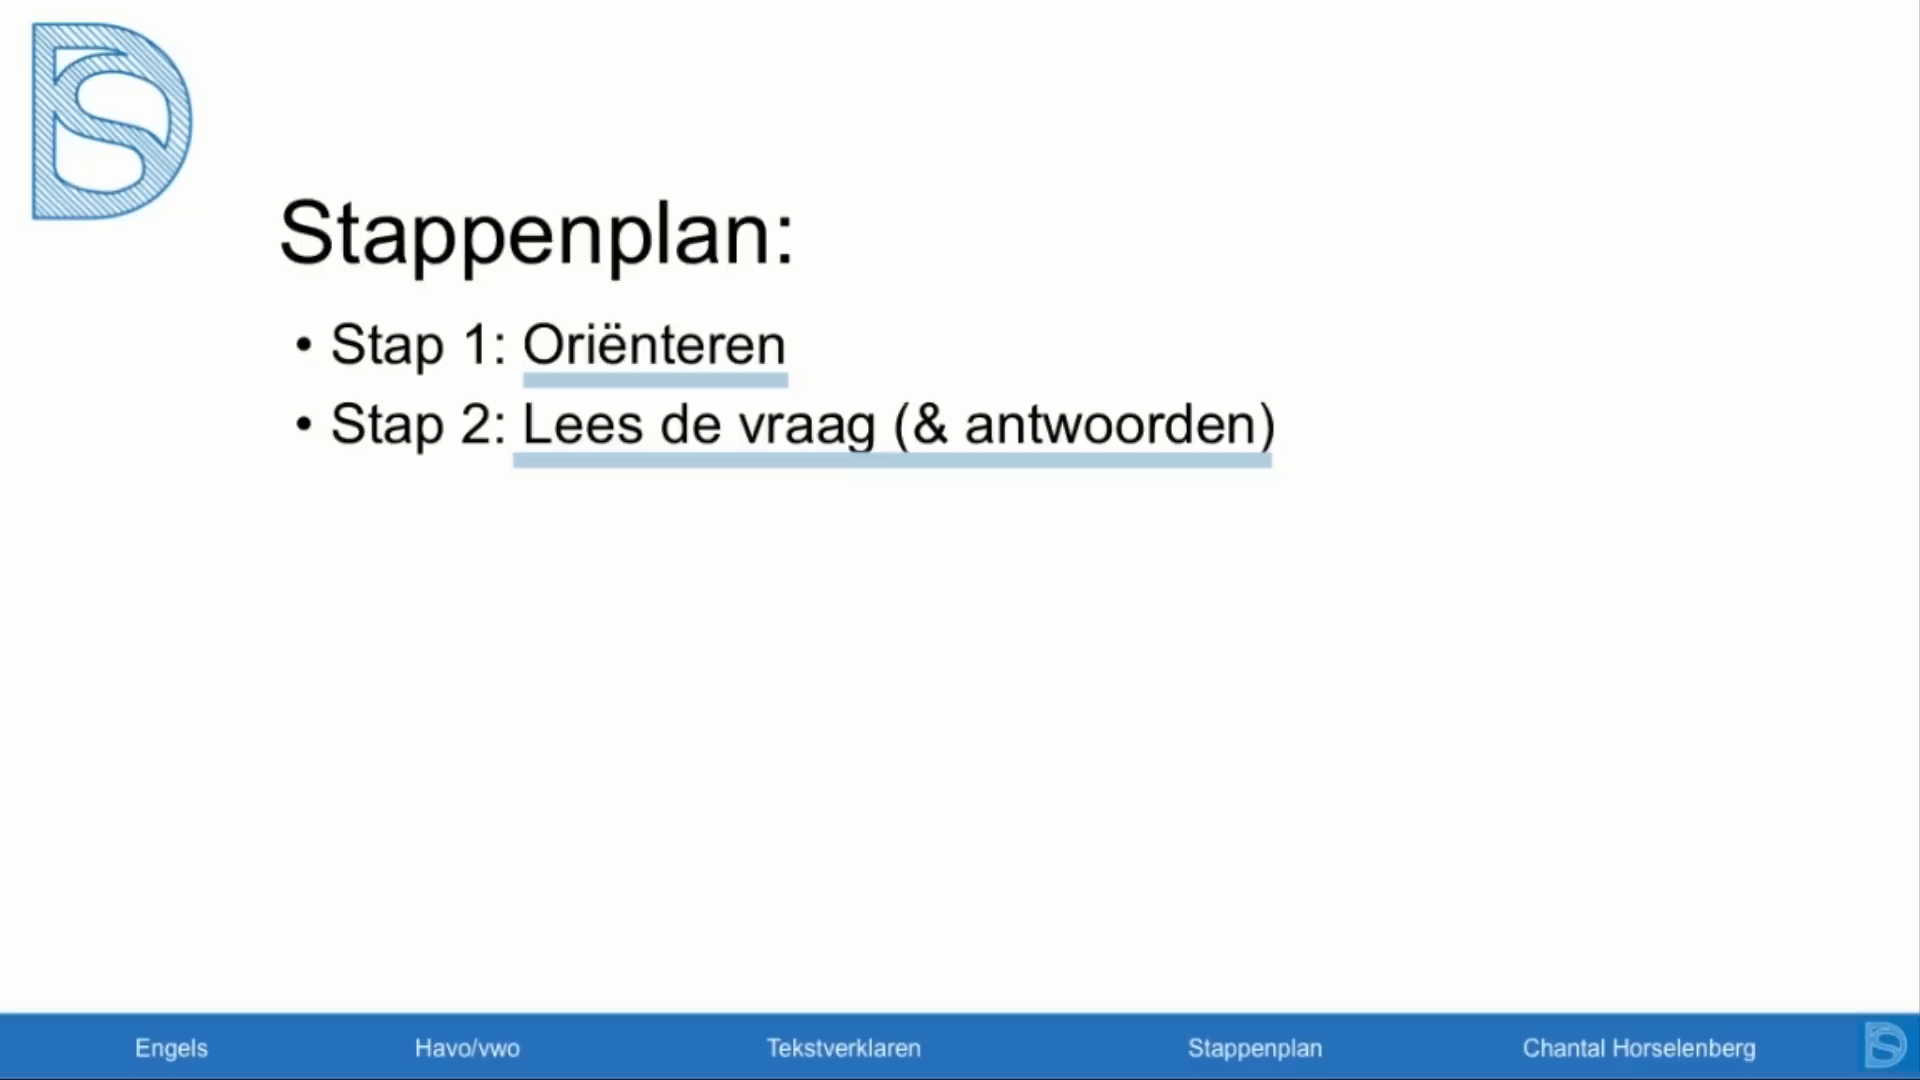 Stappenplan:
• Stap 1: Oriënteren
• Stap 2: Lees de vraag (& antwoorden)
Engels Havo/vwo Tekstverklaren Stappenplan Chantal Horselenberg